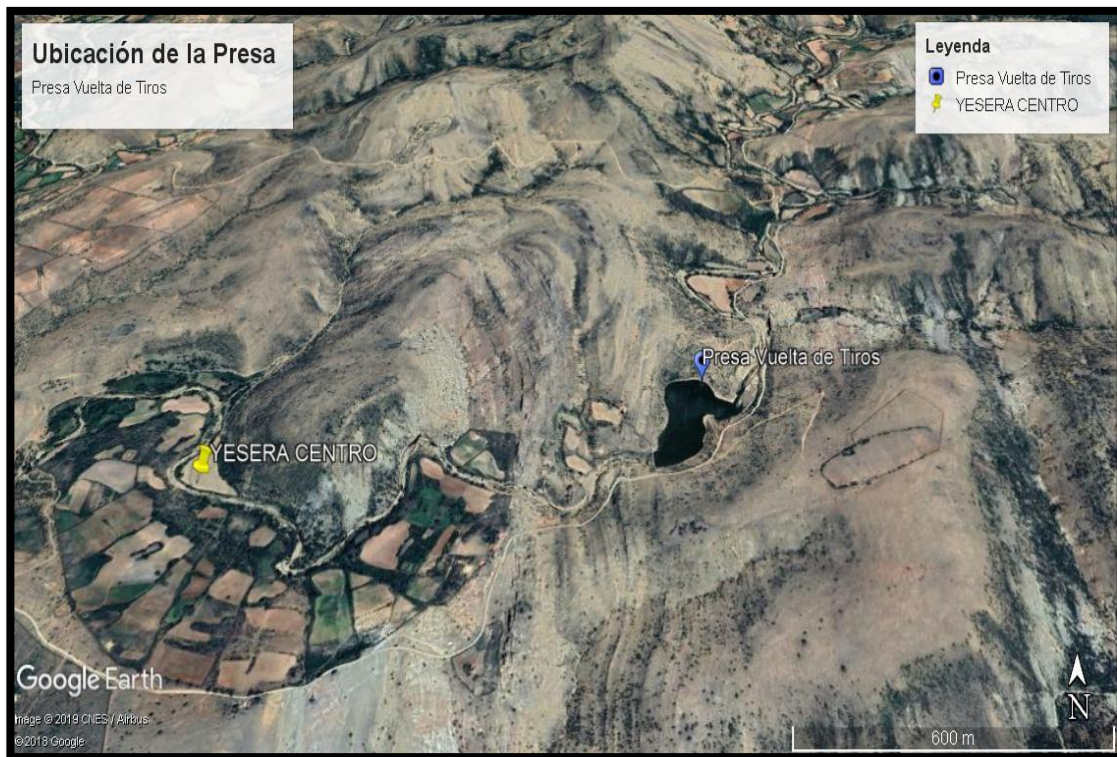 Ubicación de la Presa
Presa Vuelta de Tiros
Leyenda
Presa Vuelta de Tiros
YESERA CENTRO
Presa Vuelta de Tiros
YESERA CENTRO
Google Earth
Image © 2019 CNES / Airbus
© 2018 Google
N
600 m